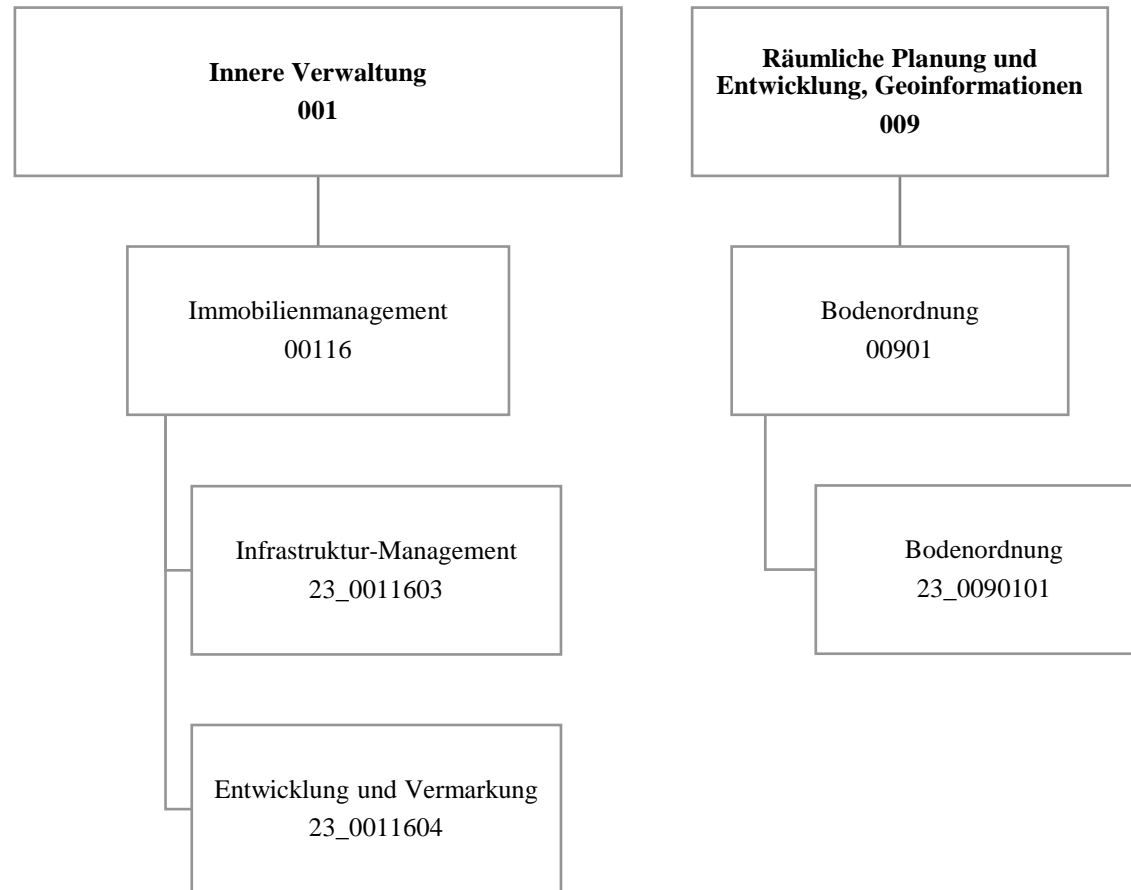 Innere Verwaltung
001
Räumliche Planung und
Entwicklung, Geoinformationen
009
Immobilienmanagement
00116
Bodenordnung
00901
Infrastruktur-Management
23_0011603
Bodenordnung
23_0090101
Entwicklung und Vermarkung
23_0011604